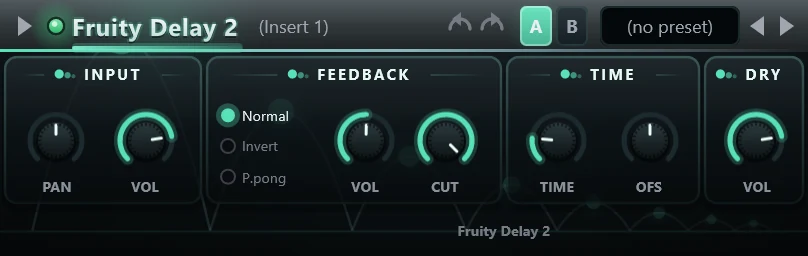 Fruity Delay 2 (Insert 1) A B (no preset)
INPUT FEEDBACK TIME DRY
Normal
Invert
P.pong
PAN VOL VOL CUT TIME OFS VOL
Fruity Delay 2